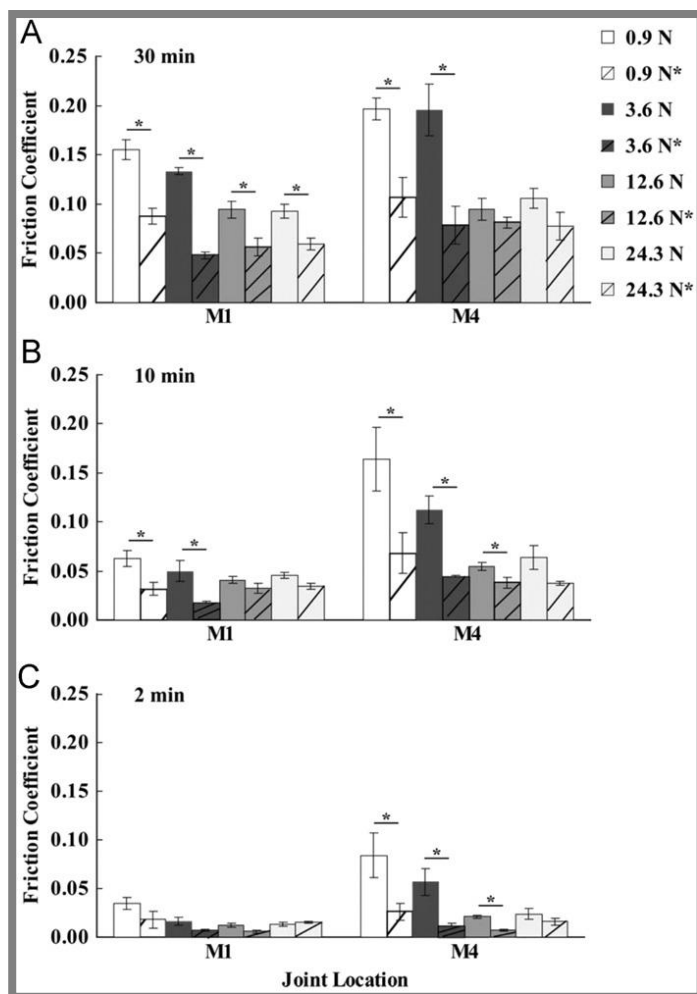 A
30 min
0.25
0.20
0.15
0.10
0.05
0.00
Friction Coefficient
* * * * * *
M1 M4
0.9 N
0.9 N*
3.6 N
3.6 N*
12.6 N
12.6 N*
24.3 N
24.3 N*
B
10 min
0.25
0.20
0.15
0.10
0.05
0.00
Friction Coefficient
* * * * *
M1 M4
C
2 min
0.25
0.20
0.15
0.10
0.05
0.00
Friction Coefficient
* * *
M1 M4
Joint Location